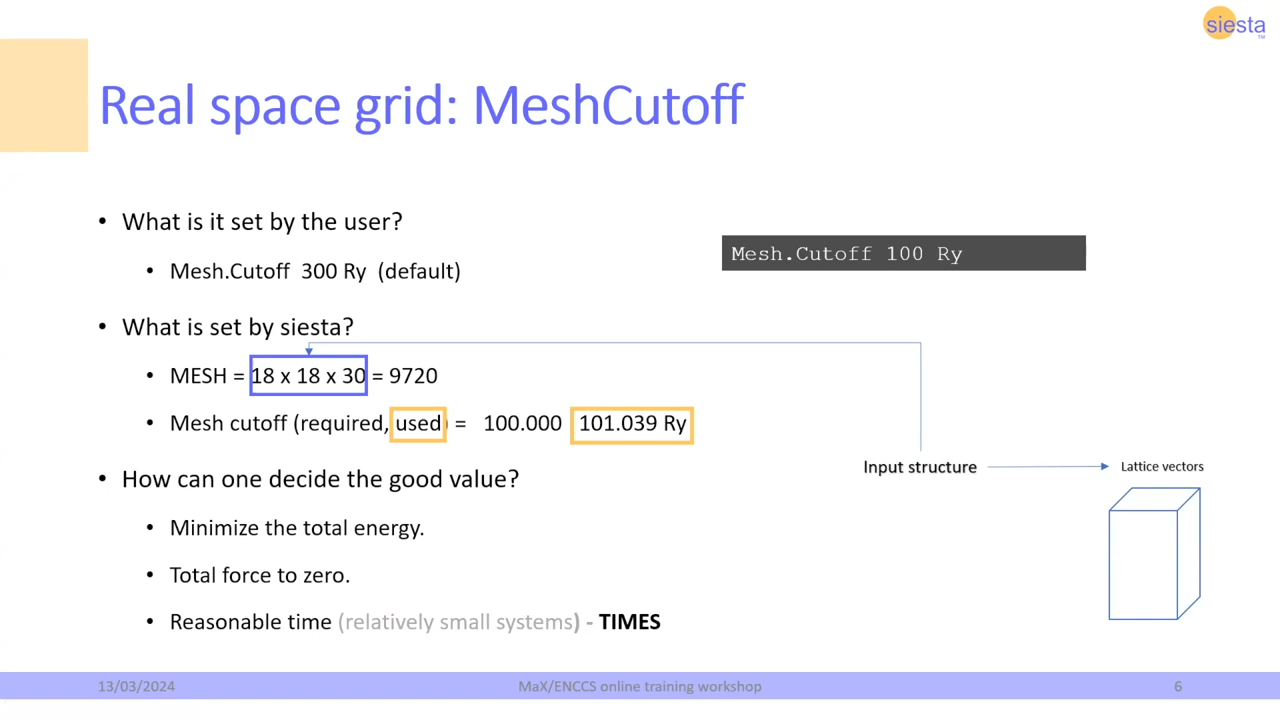 siesta
TM
Real space grid: MeshCutoff
• What is it set by the user?
• Mesh.Cutoff 300 Ry (default)
Mesh.Cutoff 100 Ry
• What is set by siesta?
• MESH = 18 x 18 x 30 = 9720
• Mesh cutoff (required, used) = 100.000 101.039 Ry
Input structure
Lattice vectors
• How can one decide the good value?
• Minimize the total energy.
• Total force to zero.
• Reasonable time (relatively small systems) - TIMES
13/03/2024
MaX/ENCCS online training workshop
6